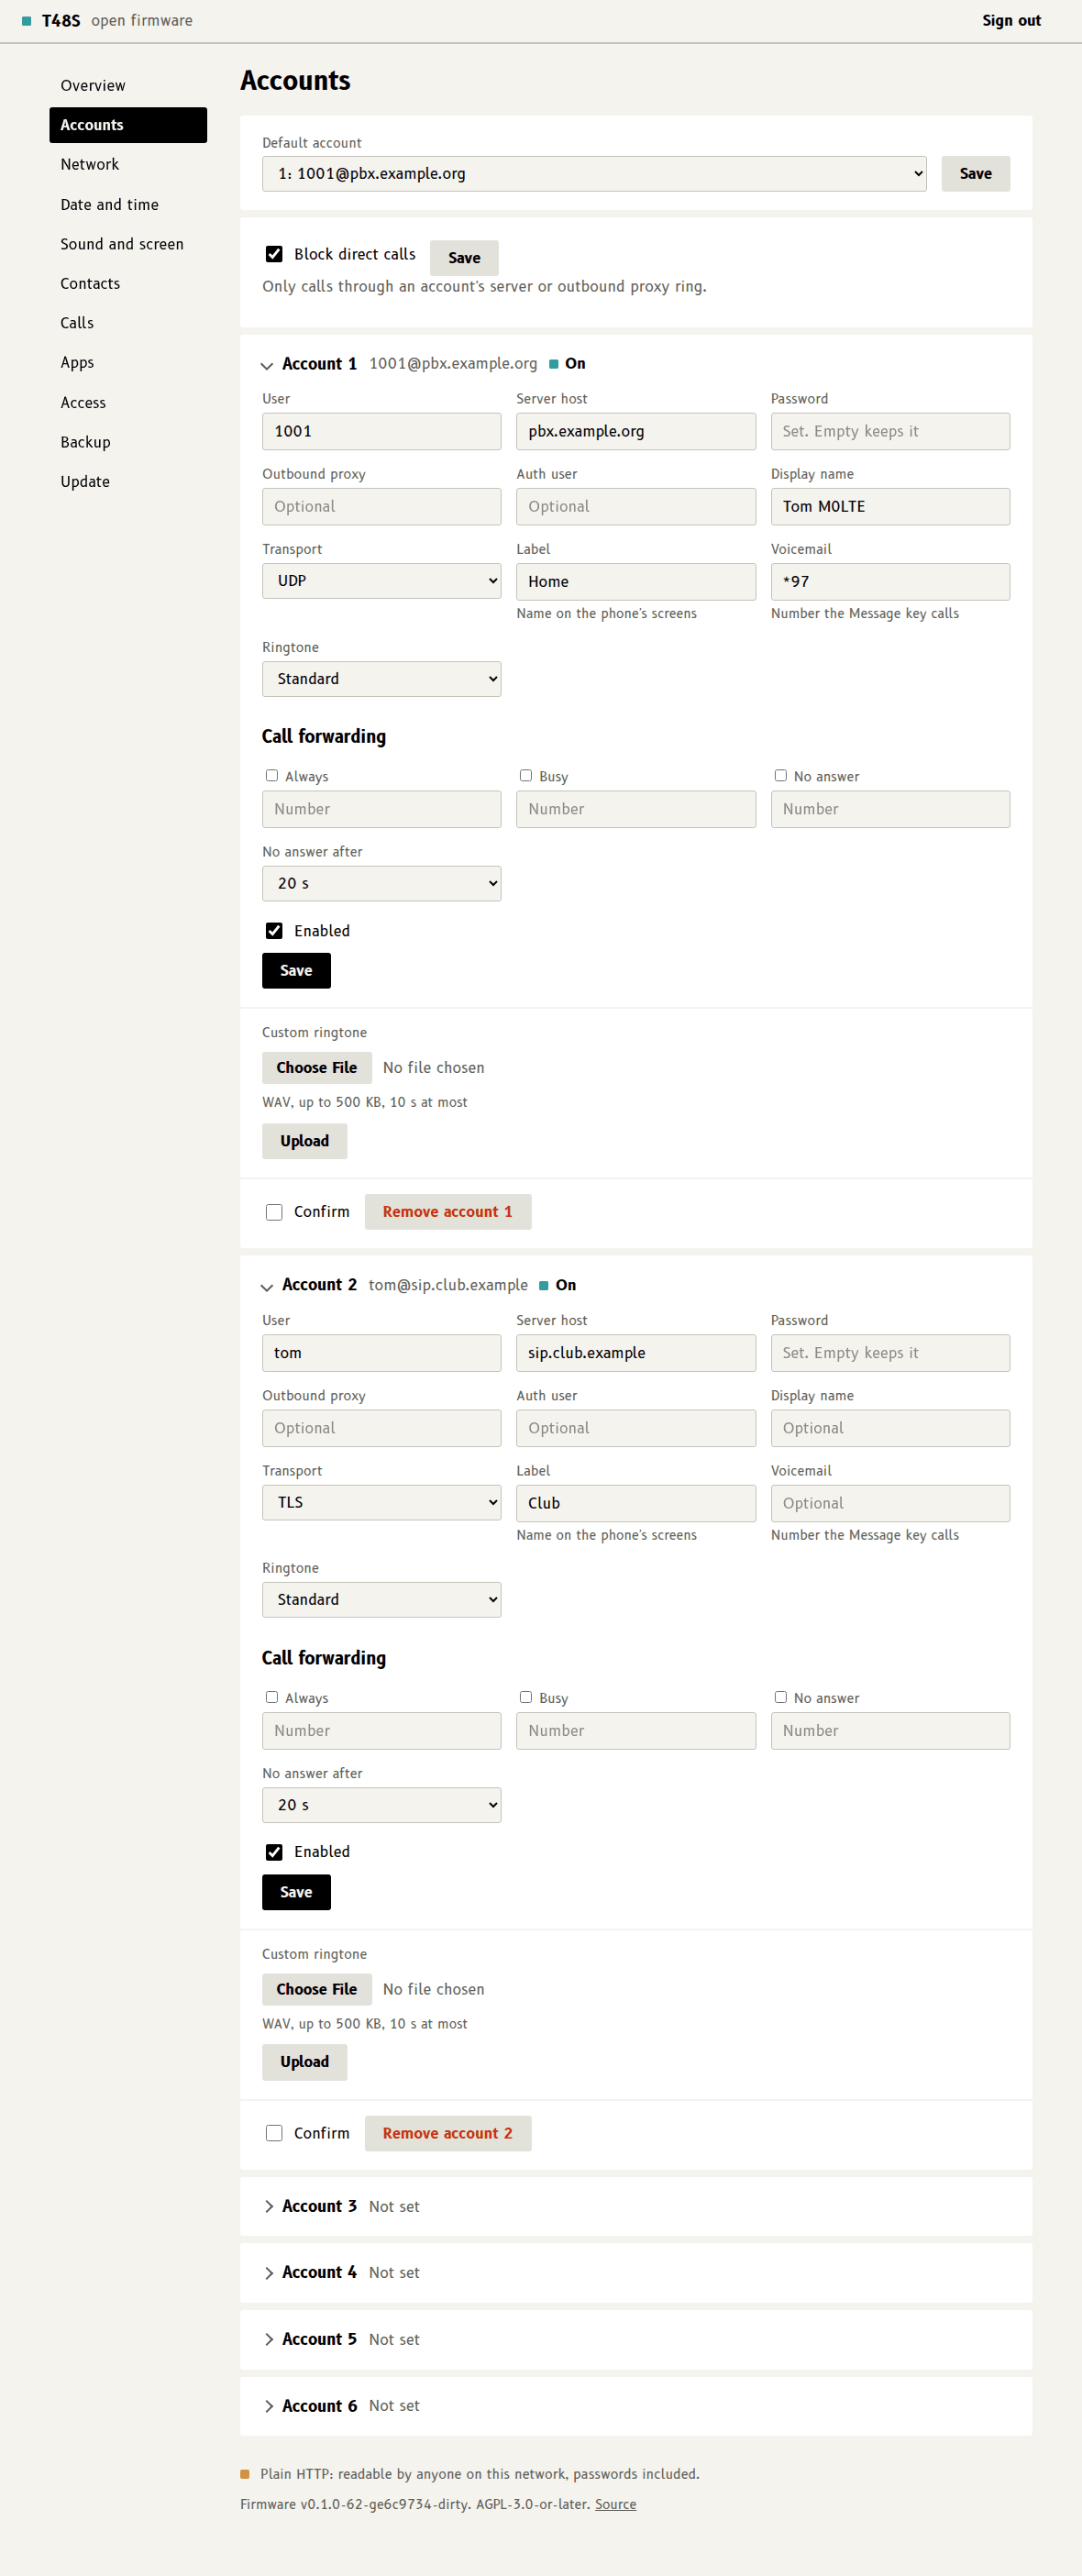 T48S open firmware Sign out
Overview
Accounts
Network
Date and time
Sound and screen
Contacts
Calls
Apps
Access
Backup
Update
Accounts
Default account
1: 1001@pbx.example.org Save
Block direct calls Save
Only calls through an account's server or outbound proxy ring.
Account 1 1001@pbx.example.org On
User Server host Password
1001 pbx.example.org Set. Empty keeps it
Outbound proxy Auth user Display name
Optional Optional Tom M0LTE
Transport Label Voicemail
UDP Home *97
Name on the phone's screens Number the Message key calls
Ringtone
Standard
Call forwarding
Always Busy No answer
Number Number Number
No answer after
20 s
Enabled
Save
Custom ringtone
Choose File No file chosen
WAV, up to 500 KB, 10 s at most
Upload
Confirm Remove account 1
Account 2 tom@sip.club.example On
User Server host Password
tom sip.club.example Set. Empty keeps it
Outbound proxy Auth user Display name
Optional Optional Optional
Transport Label Voicemail
TLS Club Optional
Name on the phone's screens Number the Message key calls
Ringtone
Standard
Call forwarding
Always Busy No answer
Number Number Number
No answer after
20 s
Enabled
Save
Custom ringtone
Choose File No file chosen
WAV, up to 500 KB, 10 s at most
Upload
Confirm Remove account 2
Account 3 Not set
Account 4 Not set
Account 5 Not set
Account 6 Not set
Plain HTTP: readable by anyone on this network, passwords included.
Firmware v0.1.0-62-ge6c9734-dirty. AGPL-3.0-or-later. Source